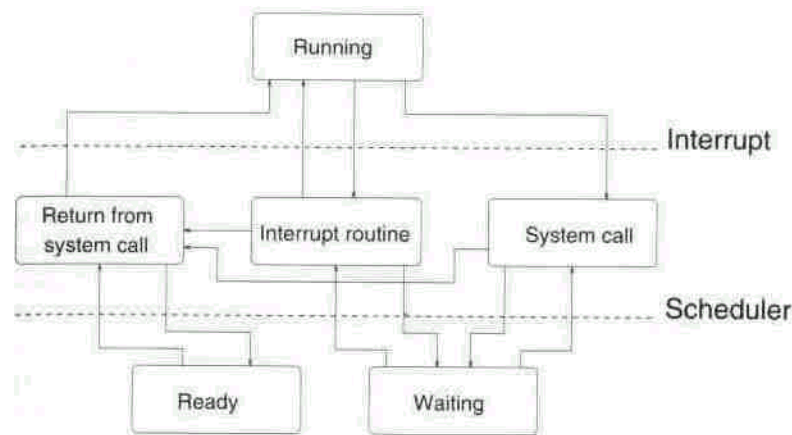 Running
Interrupt
Return from
system call
Interrupt routine
System call
Scheduler
Ready
Waiting